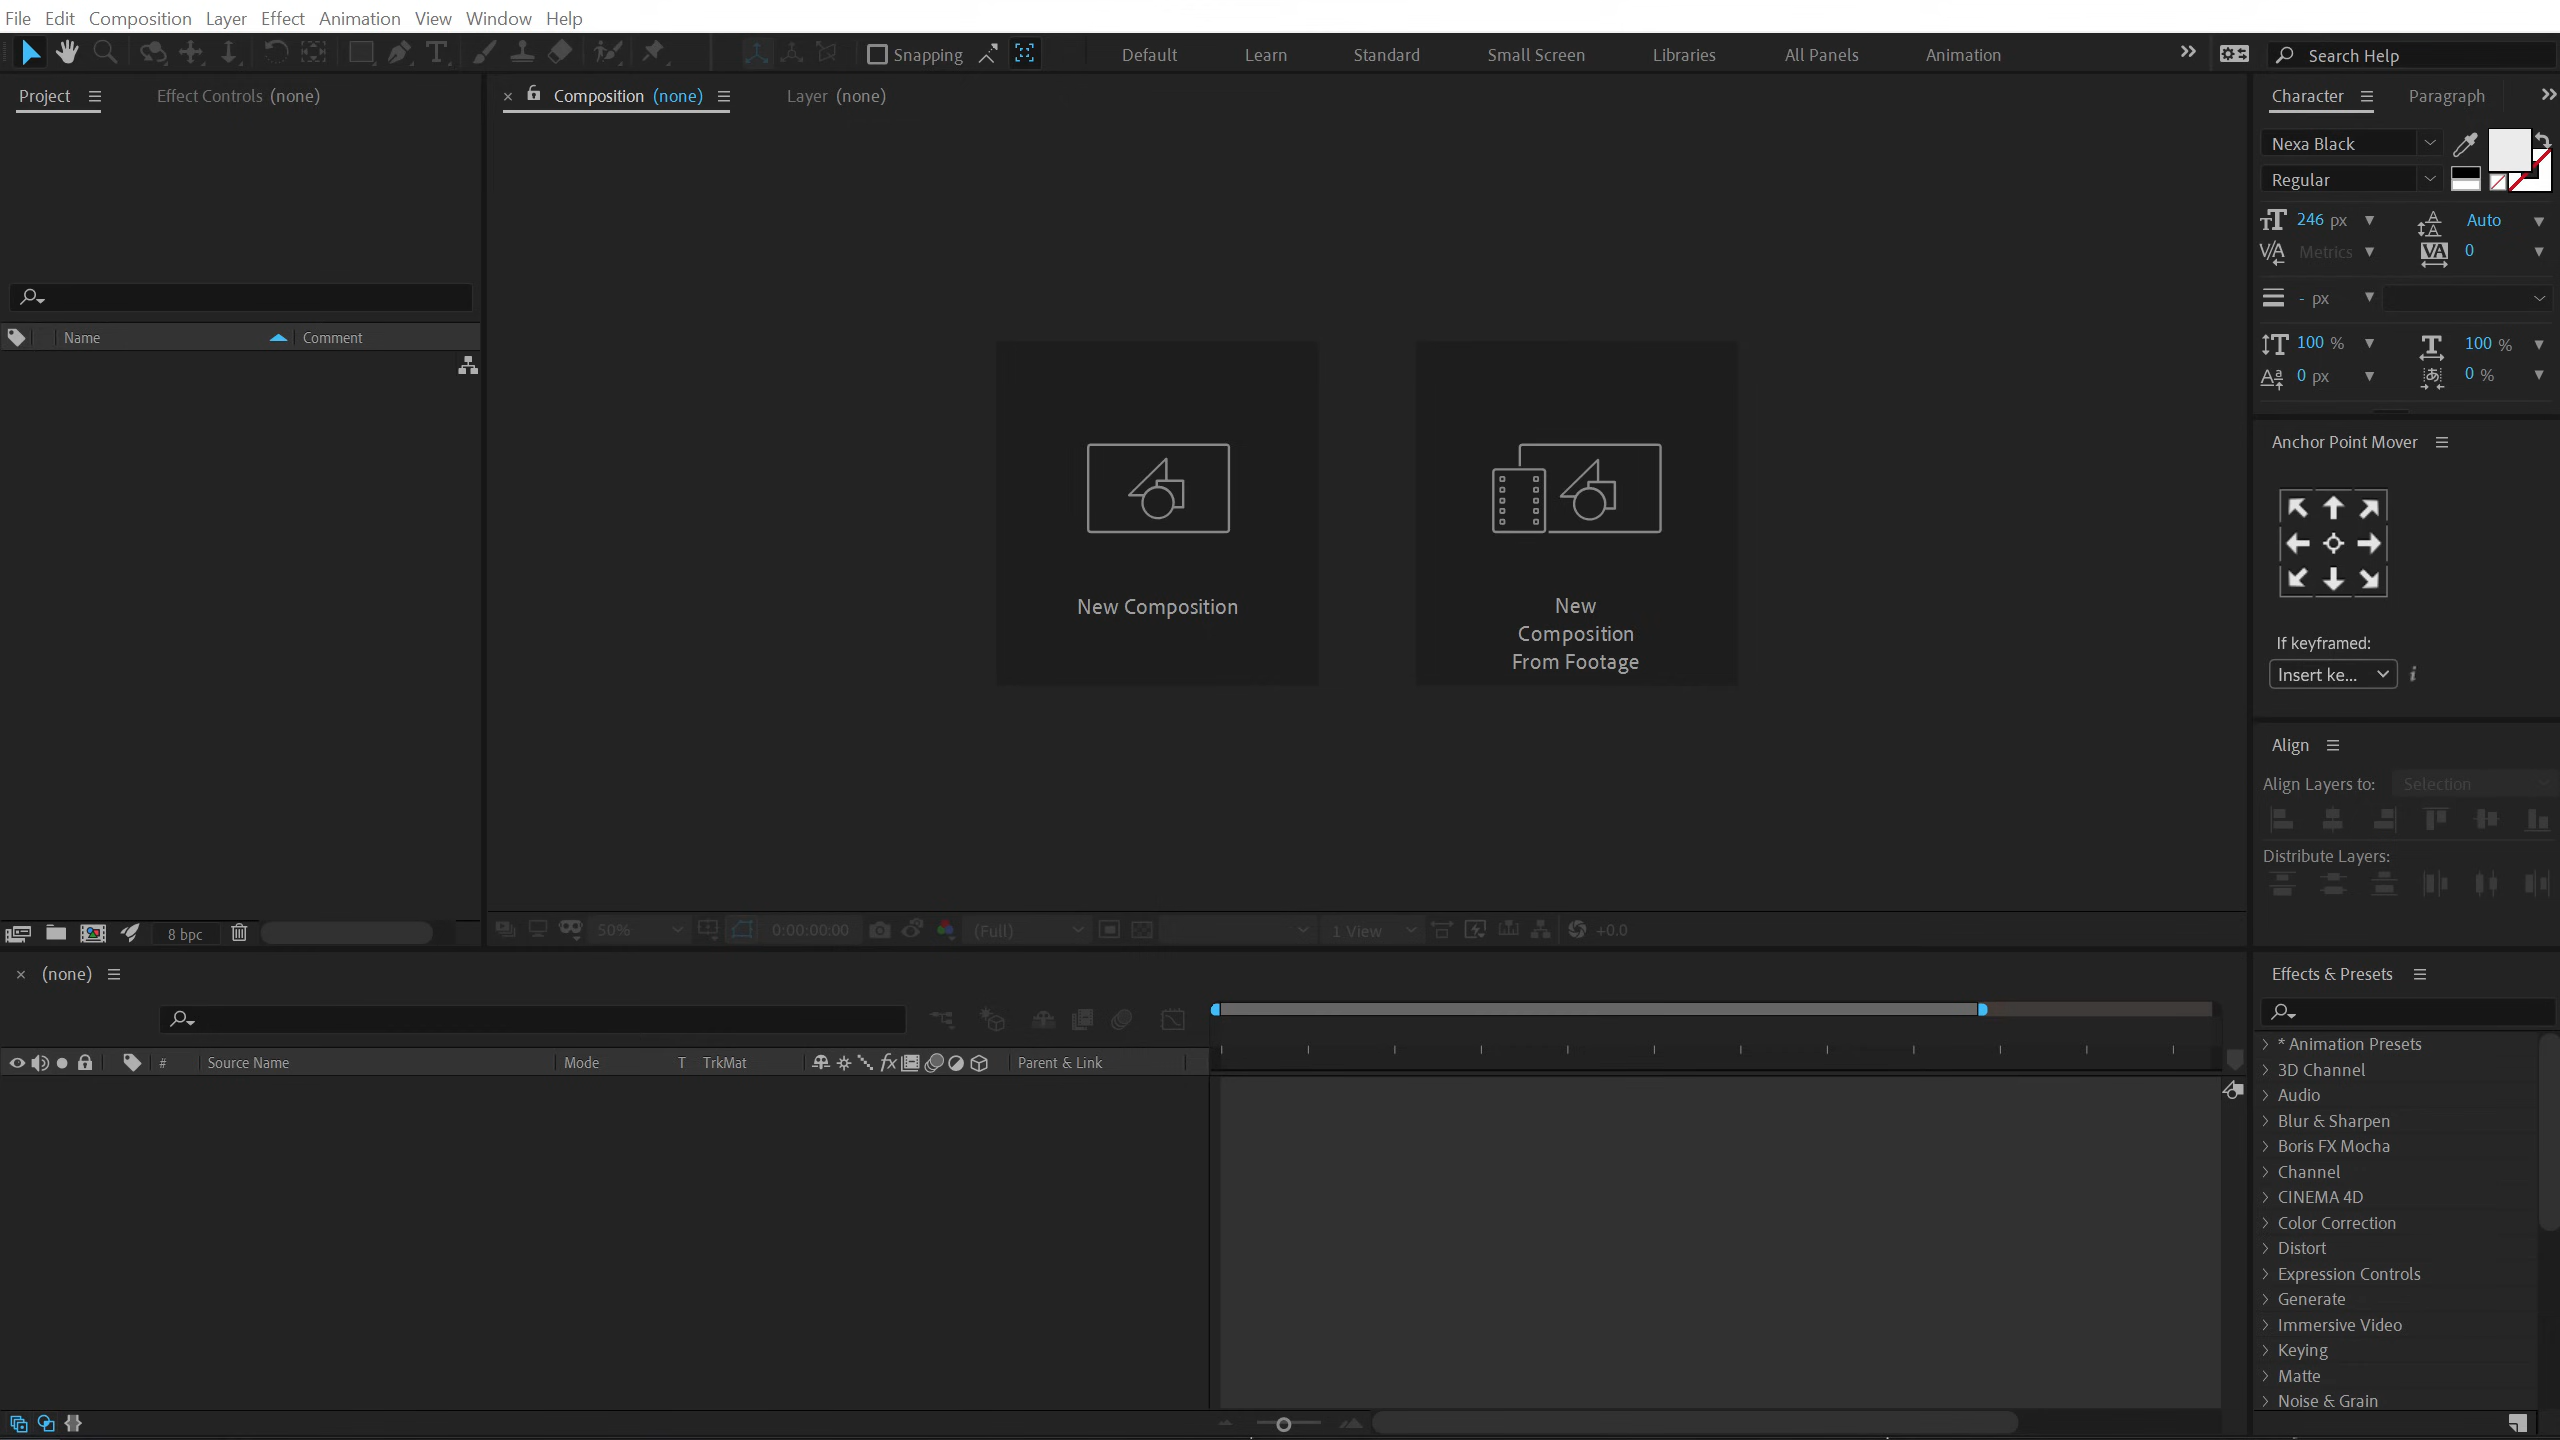 File Edit Composition Layer Effect Animation View Window Help
Snapping Default Learn Standard Small Screen Libraries All Panels Animation Search Help
Project Effect Controls (none) Composition (none) Layer (none) Character Paragraph
Nexa Black
Regular
246 px Auto
Metrics 0
- px
Name Comment
100 % 100 %
0 px 0 %
Anchor Point Mover
New Composition
New
Composition
From Footage
If keyframed:
Insert ke...
Align
Align Layers to: Selection
Distribute Layers:
8 bpc 50% 0:00:00:00 (Full) 1 View +0.0
(none) Effects & Presets
# Source Name Mode T TrkMat fx Parent & Link
* Animation Presets
3D Channel
Audio
Blur & Sharpen
Boris FX Mocha
Channel
CINEMA 4D
Color Correction
Distort
Expression Controls
Generate
Immersive Video
Keying
Matte
Noise & Grain